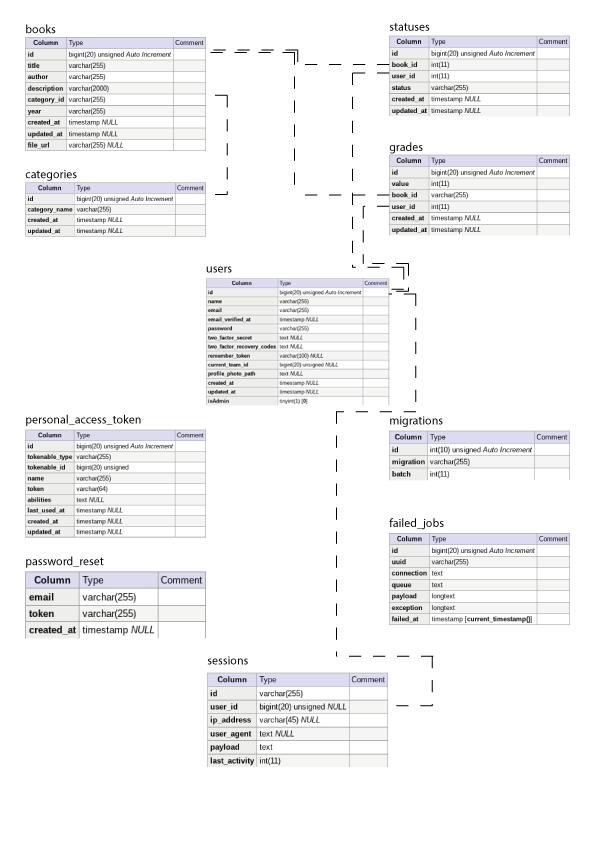 books
Column Type Comment
id bigint(20) unsigned Auto Increment
title varchar(255)
author varchar(255)
description varchar(2000)
category_id varchar(255)
year varchar(255)
created_at timestamp NULL
updated_at timestamp NULL
file_url varchar(255) NULL
statuses
Column Type Comment
id bigint(20) unsigned Auto Increment
book_id int(11)
user_id int(11)
status varchar(255)
created_at timestamp NULL
updated_at timestamp NULL
categories
Column Type Comment
id bigint(20) unsigned Auto Increment
category_name varchar(255)
created_at timestamp NULL
updated_at timestamp NULL
grades
Column Type Comment
id bigint(20) unsigned Auto Increment
value int(11)
book_id varchar(255)
user_id int(11)
created_at timestamp NULL
updated_at timestamp NULL
users
Column Type Comment
id bigint(20) unsigned Auto Increment
name varchar(255)
email varchar(255)
email_verified_at timestamp NULL
password varchar(255)
two_factor_secret text NULL
two_factor_recovery_codes text NULL
remember_token varchar(100) NULL
current_team_id bigint(20) unsigned NULL
profile_photo_path text NULL
created_at timestamp NULL
updated_at timestamp NULL
isAdmin tinyint(1) [0]
personal_access_token
Column Type Comment
id bigint(20) unsigned Auto Increment
tokenable_type varchar(255)
tokenable_id bigint(20) unsigned
name varchar(255)
token varchar(64)
abilities text NULL
last_used_at timestamp NULL
created_at timestamp NULL
updated_at timestamp NULL
migrations
Column Type Comment
id int(10) unsigned Auto Increment
migration varchar(255)
batch int(11)
password_reset
Column Type Comment
email varchar(255)
token varchar(255)
created_at timestamp NULL
failed_jobs
Column Type Comment
id bigint(20) unsigned Auto Increment
uuid varchar(255)
connection text
queue text
payload longtext
exception longtext
failed_at timestamp [current_timestamp()]
sessions
Column Type Comment
id varchar(255)
user_id bigint(20) unsigned NULL
ip_address varchar(45) NULL
user_agent text NULL
payload text
last_activity int(11)